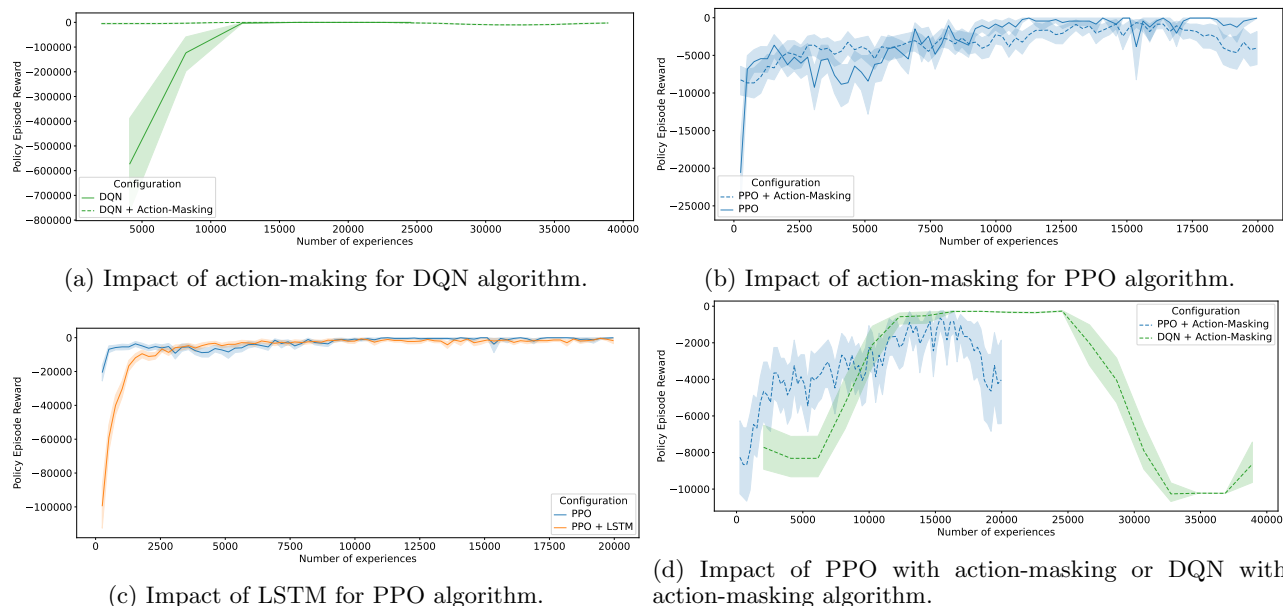 0
−100000
−200000
−300000
−400000
−500000
−600000
−700000
−800000
Policy Episode Reward
Configuration
DQN
DQN + Action-Masking
5000 10000 15000 20000 25000 30000 35000 40000
Number of experiences
(a) Impact of action-making for DQN algorithm.
0
−5000
−10000
−15000
−20000
−25000
Policy Episode Reward
Configuration
PPO + Action-Masking
PPO
0 2500 5000 7500 10000 12500 15000 17500 20000
Number of experiences
(b) Impact of action-masking for PPO algorithm.
0
−20000
−40000
−60000
−80000
−100000
Policy Episode Reward
Configuration
PPO
PPO + LSTM
0 2500 5000 7500 10000 12500 15000 17500 20000
Number of experiences
(c) Impact of LSTM for PPO algorithm.
0
−2000
−4000
−6000
−8000
−10000
Policy Episode Reward
Configuration
PPO + Action-Masking
DQN + Action-Masking
0 5000 10000 15000 20000 25000 30000 35000 40000
Number of experiences
(d) Impact of PPO with action-masking or DQN with
action-masking algorithm.